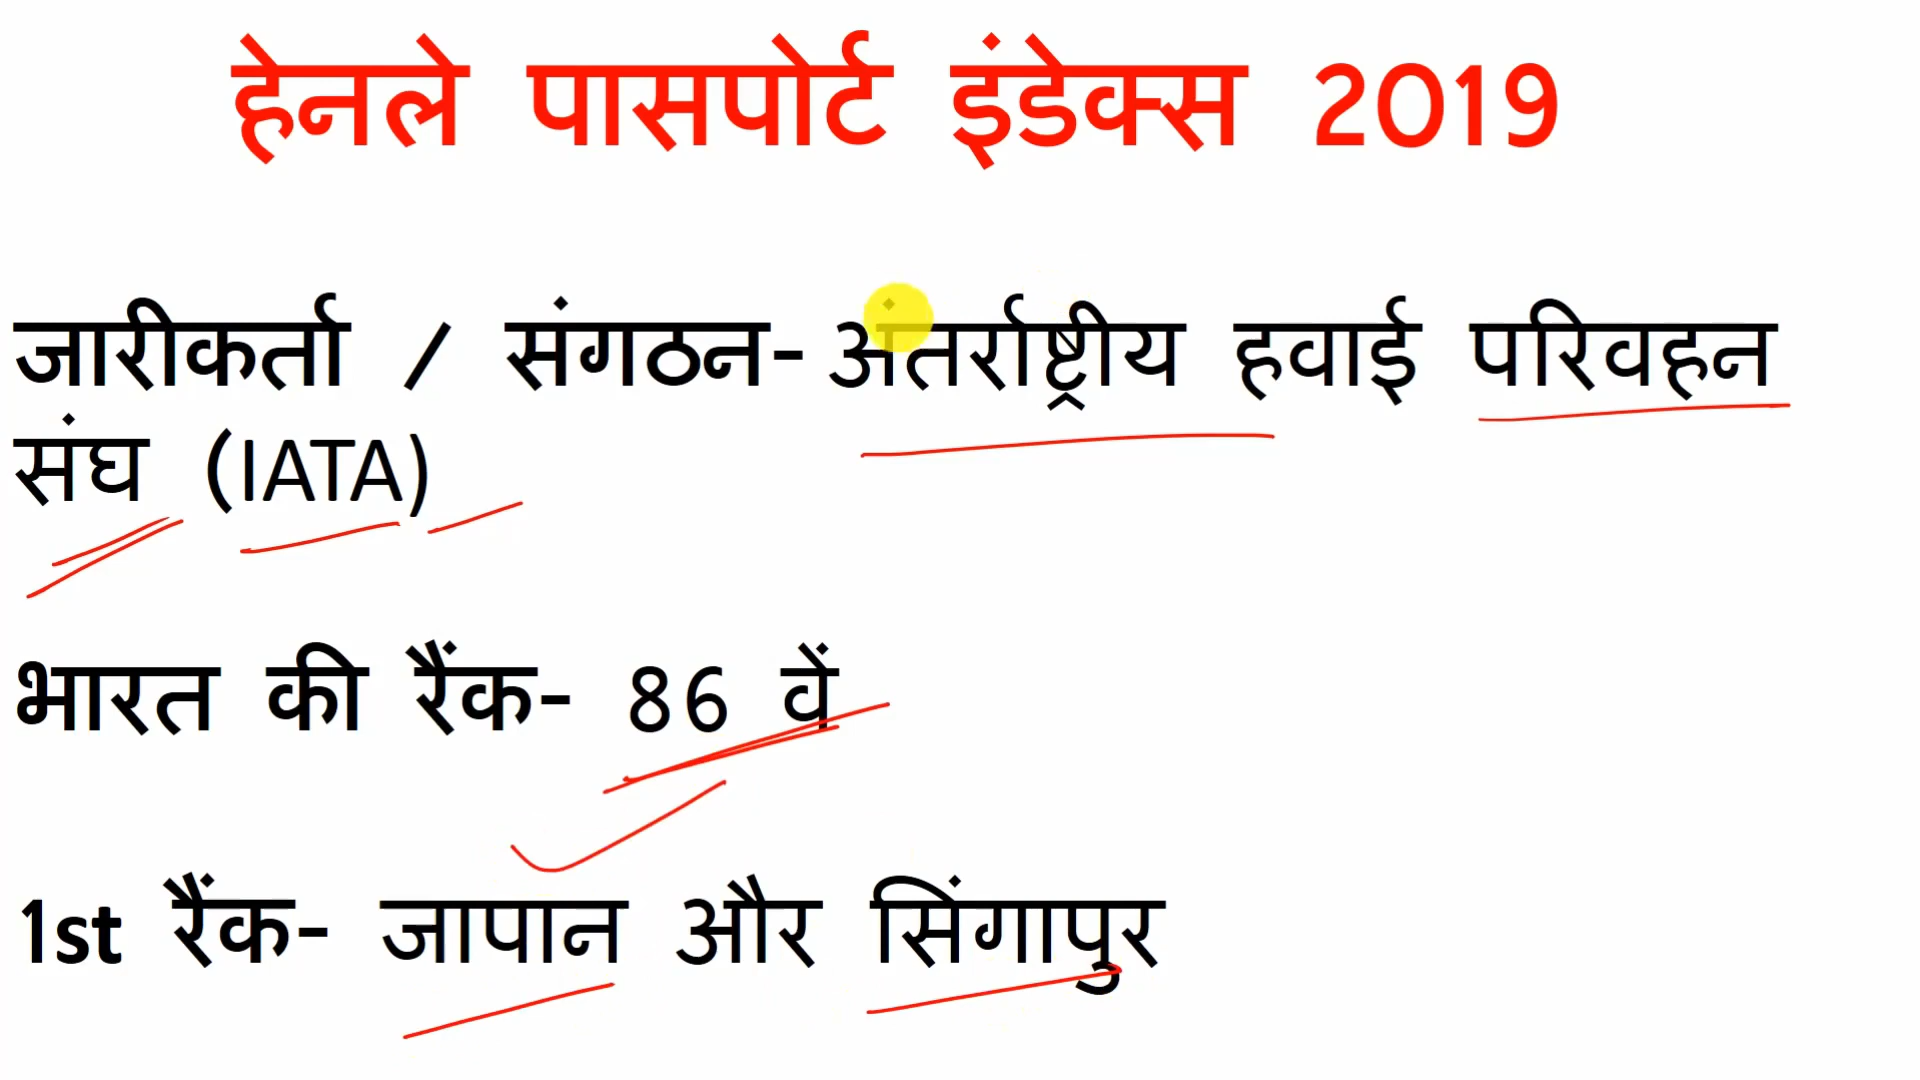 हेनले पासपोर्ट इंडेक्स 2019
जारीकर्ता / संगठन- अंतर्राष्ट्रीय हवाई परिवहन
संघ (IATA)
भारत की रैंक- 86 वें
1st रैंक- जापान और सिंगापुर